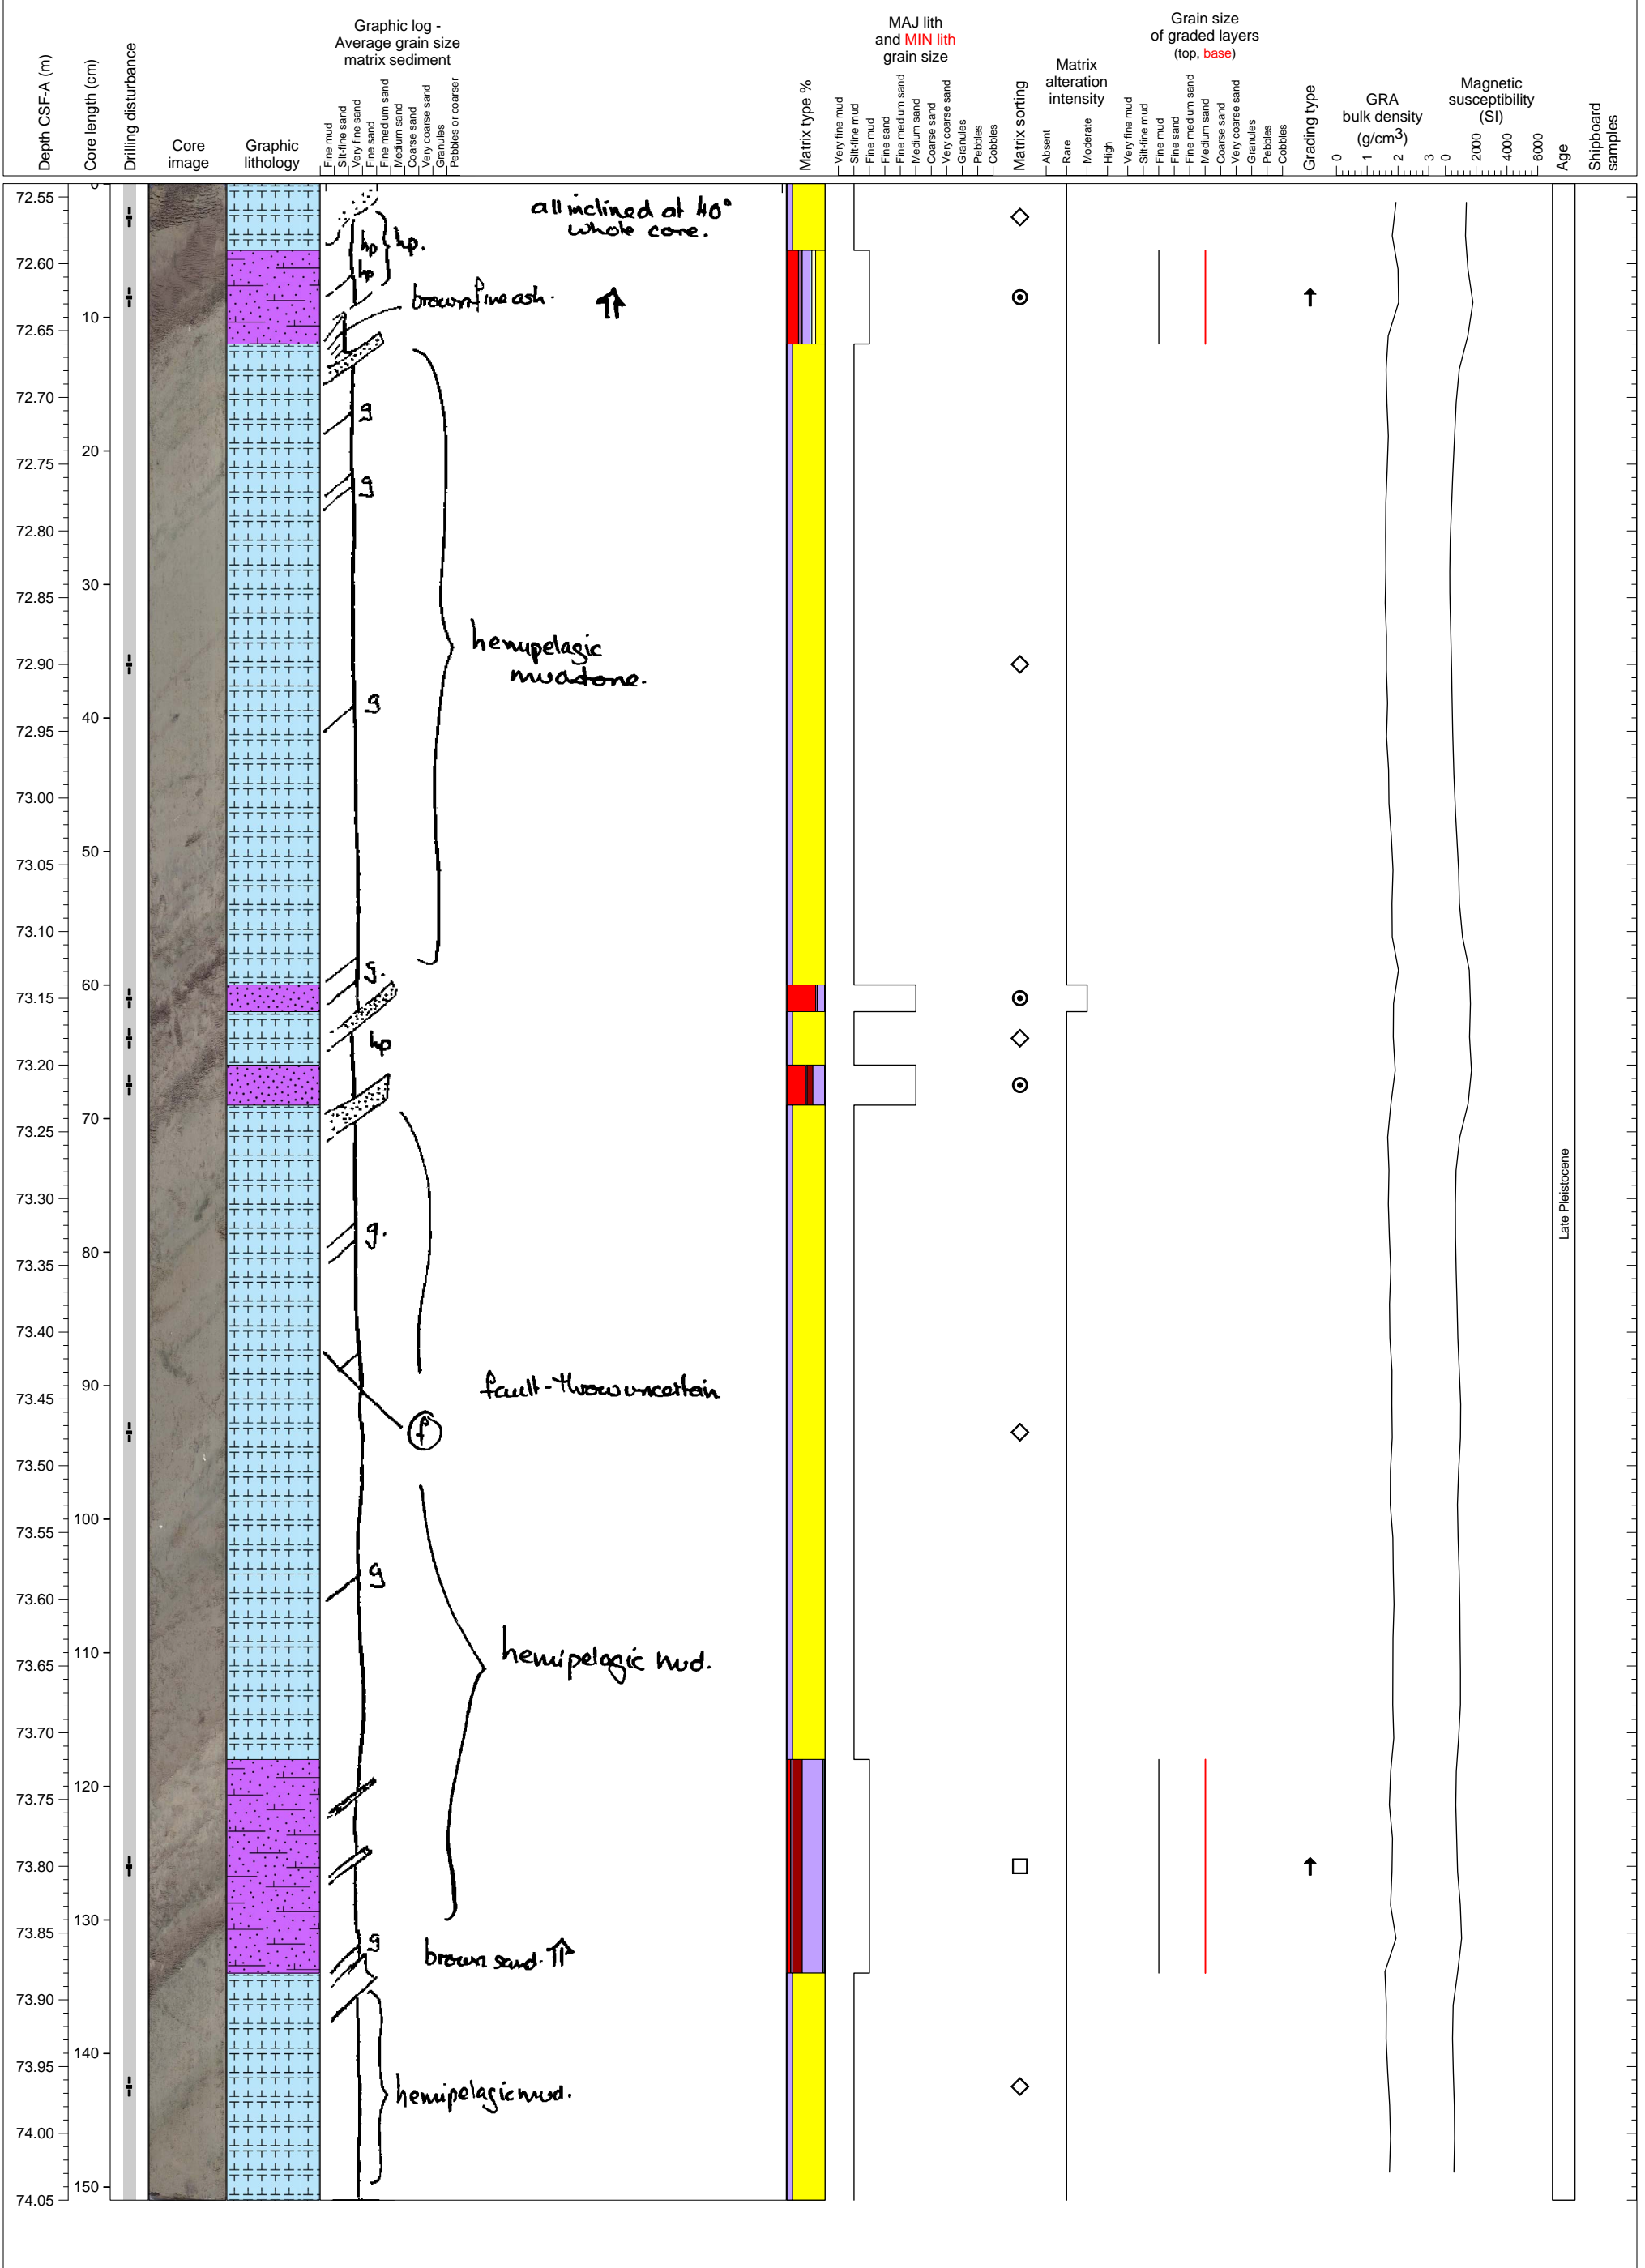 Depth CSF-A (m)
Core length (cm)
Drilling disturbance
Core
image
Graphic
lithology
Graphic log -
Average grain size
matrix sediment
Fine mud
Silt-fine sand
Very fine sand
Fine sand
Fine medium sand
Medium sand
Coarse sand
Very coarse sand
Granules
Pebbles or coarser
Matrix type %
MAJ lith
and MIN lith
grain size
Very fine mud
Silt-fine mud
Fine mud
Fine sand
Fine medium sand
Medium sand
Coarse sand
Very coarse sand
Granules
Pebbles
Cobbles
Matrix sorting
Matrix
alteration
intensity
Absent
Rare
Moderate
High
Grain size
of graded layers
(top, base)
Very fine mud
Silt-fine mud
Fine mud
Fine sand
Fine medium sand
Medium sand
Coarse sand
Very coarse sand
Granules
Pebbles
Cobbles
Grading type
GRA
bulk density
(g/cm3)
0 1 2 3
Magnetic
susceptibility
(SI)
0 2000 4000 6000
Age
Shipboard
samples
0
72.55
all inclined at 40°
whole core.
hp hp.
72.60
hp
brown fine ash.
10
72.65
72.70
g
20
72.75
g
72.80
30
72.85
hemipelagic
72.90
g
40
72.95
73.00
50
73.05
73.10
g.
60
73.15
hp
73.20
70
73.25
73.30
g.
80
73.35
73.40
90
fault - throw uncertain
73.45
f
73.50
100
73.55
g
73.60
110
hemipelagic mud.
73.65
73.70
120
73.75
73.80
130
73.85
g
brown sand.
73.90
140
73.95
hemipelagic mud.
74.00
150
74.05
Late Pleistocene